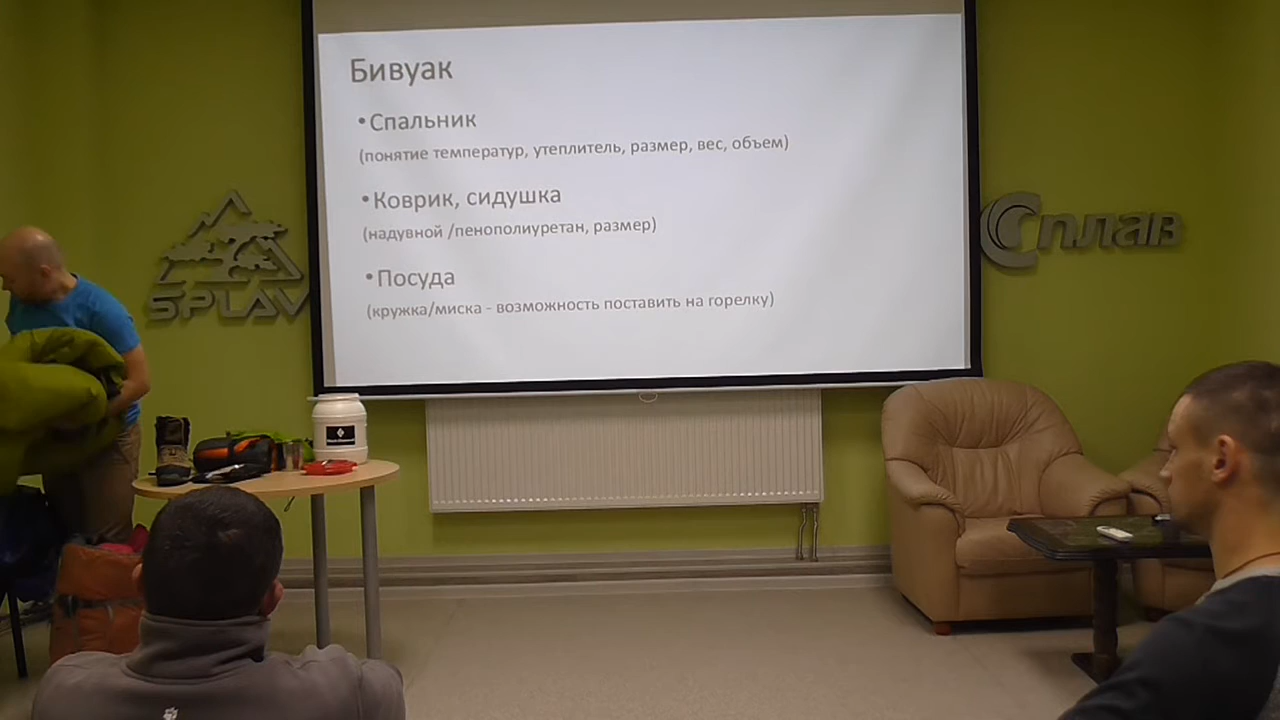 Бивуак
•Спальник
(понятие температур, утеплитель, размер, вес, объем)
•Коврик, сидушка
(надувной /пенополиуретан, размер)
•Посуда
(кружка/миска - возможность поставить на горелку)
SPLAV
Сплав